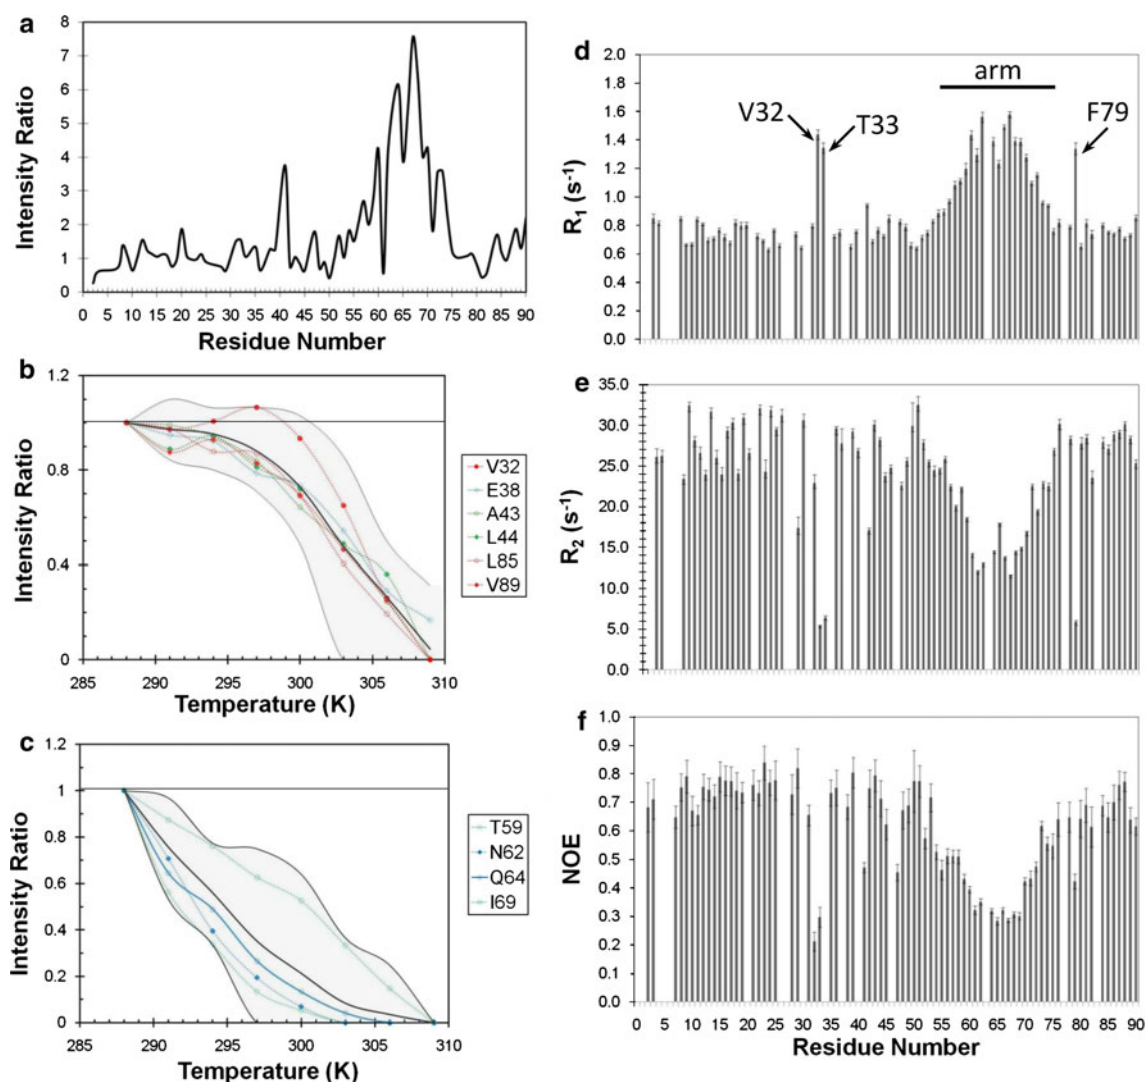 a
8
7
6
5
4
3
2
1
0
Intensity Ratio
0 5 10 15 20 25 30 35 40 45 50 55 60 65 70 75 80 85 90
Residue Number
b
1.2
0.8
0.4
0
Intensity Ratio
285 290 295 300 305 310
Temperature (K)
V32
E38
A43
L44
L85
V89
c
1.2
1
0.8
0.6
0.4
0.2
0
Intensity Ratio
285 290 295 300 305 310
Temperature (K)
T59
N62
Q64
I69
d
2.0
1.8
1.6
1.4
1.2
1.0
0.8
0.6
0.4
0.2
0.0
R1 (s-1)
arm
V32
T33
F79
e
35.0
30.0
25.0
20.0
15.0
10.0
5.0
0.0
R2 (s-1)
f
1.0
0.9
0.8
0.7
0.6
0.5
0.4
0.3
0.2
0.1
0.0
NOE
0 5 10 15 20 25 30 35 40 45 50 55 60 65 70 75 80 85 90
Residue Number